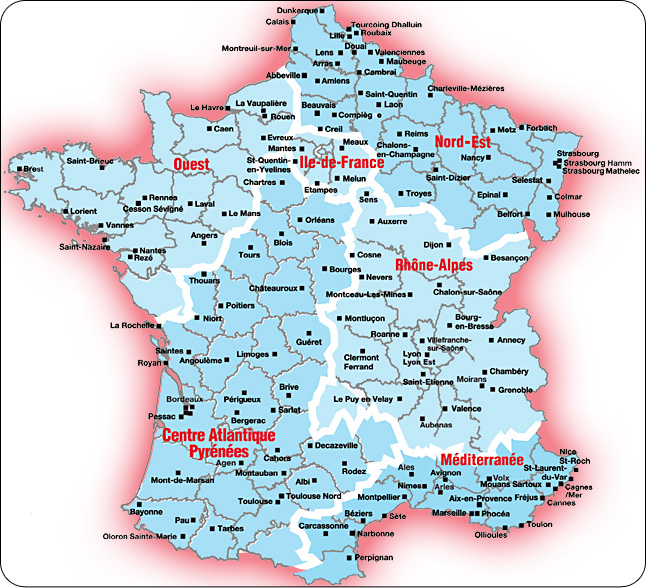 Dunkerque
Calais
Tourcoing Dhalluin
Roubaix
Lille
Montreuil-sur-Mer
Lens
Douai
Valenciennes
Arras
Maubeuge
Abbeville
Cambrai
Amiens
Charleville-Mézières
Saint-Quentin
La Vaupalière
Beauvais
Laon
Le Havre
Compiègne
Rouen
Caen
Creil
Reims
Metz
Forbach
Evreux
Meaux
Nord-Est
Mantes
Chalons-
en-Champagne
Strasbourg
Ouest
Ile-de-France
Nancy
Strasbourg Hamm
Strasbourg Mathelec
Saint-Brieuc
St-Quentin-
en-Yvelines
Brest
Melun
Saint-Dizier
Sélestat
Chartres
Etampes
Sens
Troyes
Epinal
Colmar
Rennes
Cesson Sévigné
Laval
Lorient
Le Mans
Belfort
Mulhouse
Vannes
Orléans
Auxerre
Angers
Blois
Dijon
Saint-Nazaire
Nantes
Rezé
Tours
Cosne
Besançon
Rhône-Alpes
Bourges
Thouars
Nevers
Châteauroux
Montceau-Les-Mines
Chalon-sur-Saône
Poitiers
Niort
Montluçon
La Rochelle
Bourg-
en-Bresse
Guéret
Roanne
Villefranche-
sur-Saône
Annecy
Saintes
Limoges
Clermont
Ferrand
Lyon
Lyon Est
Royan
Angoulême
Chambéry
Saint-Etienne
Moirans
Brive
Grenoble
Bordeaux
Périgueux
Le Puy en Velay
Pessac
Sarlat
Valence
Bergerac
Aubenas
Centre Atlantique
Pyrénées
Decazeville
Cahors
Méditerranée
Nice
St-Roch
Agen
Rodez
Ales
Avignon
St-Laurent-
du-Var
Mont-de-Marsan
Montauban
Albi
Volx
Nimes
Arles
Mouans Sartoux
Cagnes
/Mer
Toulouse Nord
Montpellier
Aix-en-Provence
Fréjus
Cannes
Toulouse
Bayonne
Béziers
Sète
Marseille
Phocéa
Pau
Tarbes
Carcassonne
Toulon
Oloron Sainte-Marie
Narbonne
Ollioules
Perpignan